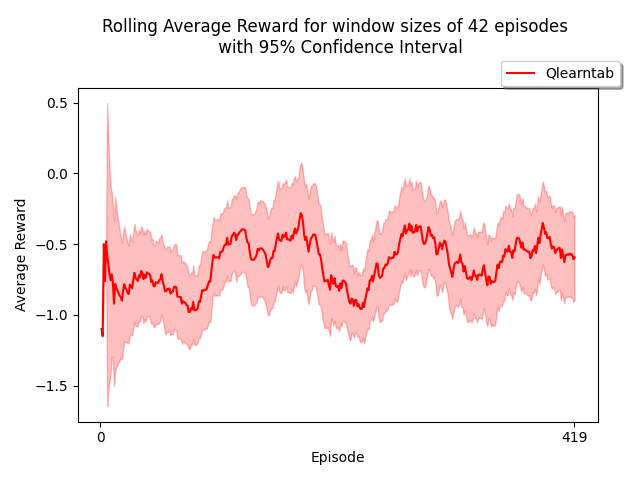 Rolling Average Reward for window sizes of 42 episodes
with 95% Confidence Interval
Qlearntab
0.5
0.0
−0.5
−1.0
−1.5
Average Reward
0
419
Episode